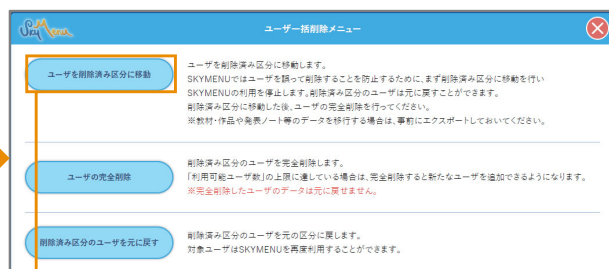 SkyMenu
ユーザー一括削除メニュー
ユーザを削除済み区分に移動
ユーザを削除済み区分に移動します。
SKYMENUではユーザを誤って削除することを防止するために、まず削除済み区分に移動を行い
SKYMENUの利用を停止します。削除済み区分のユーザは元に戻すことができます。
削除済み区分に移動した後、ユーザの完全削除を行ってください。
※教材・作品や発表ノート等のデータを移行する場合は、事前にエクスポートしておいてください。
ユーザの完全削除
削除済み区分のユーザを完全削除します。
「利用可能ユーザ数」の上限に達している場合は、完全削除すると新たなユーザを追加できるようになります。
※完全削除したユーザのデータは元に戻せません。
削除済み区分のユーザを元に戻す
削除済み区分のユーザを元の区分に戻します。
対象ユーザはSKYMENUを再度利用することができます。